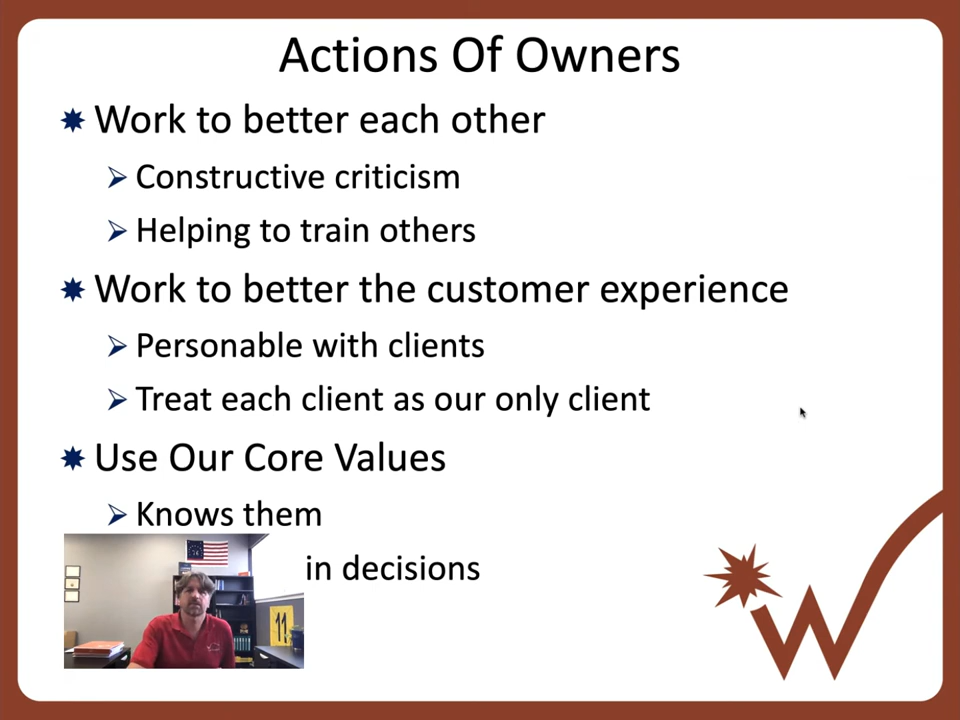 Actions Of Owners
Work to better each other
Constructive criticism
Helping to train others
Work to better the customer experience
Personable with clients
Treat each client as our only client
Use Our Core Values
Knows them
in decisions
11